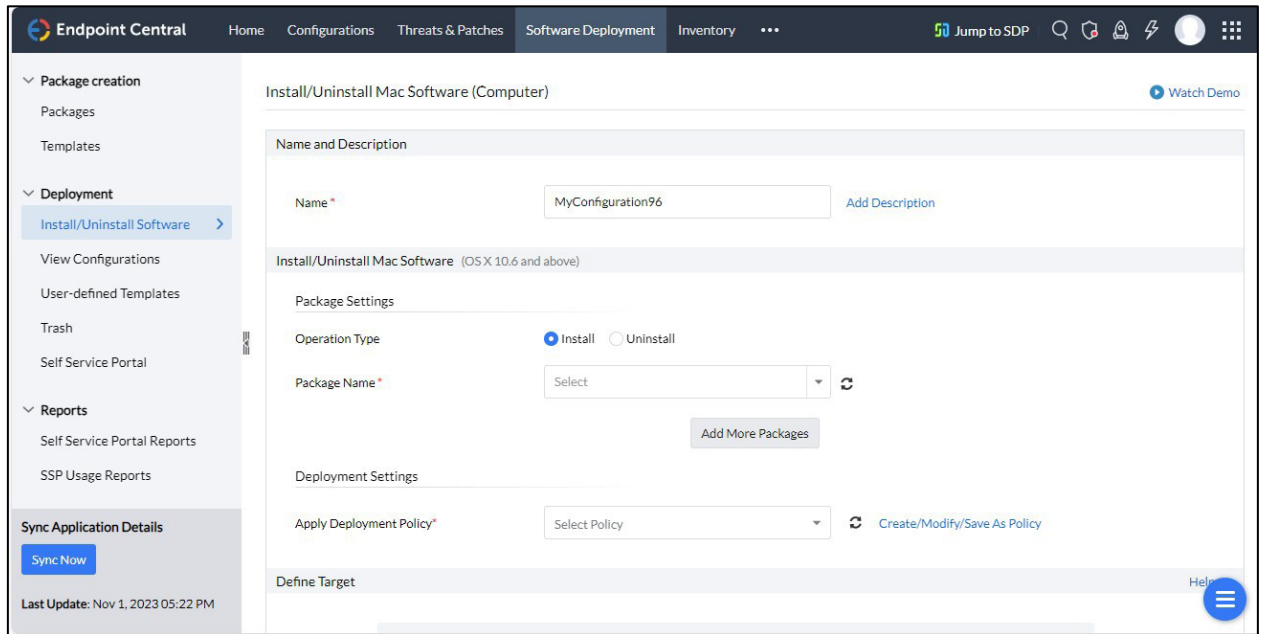 Endpoint Central Home Configurations Threats & Patches Software Deployment Inventory ••• Jump to SDP
Package creation
Packages
Templates
Deployment
Install/Uninstall Software
View Configurations
User-defined Templates
Trash
Self Service Portal
Reports
Self Service Portal Reports
SSP Usage Reports
Sync Application Details
Sync Now
Last Update: Nov 1, 2023 05:22 PM
Install/Uninstall Mac Software (Computer) Watch Demo
Name and Description
Name * MyConfiguration96 Add Description
Install/Uninstall Mac Software (OS X 10.6 and above)
Package Settings
Operation Type Install Uninstall
Package Name * Select
Add More Packages
Deployment Settings
Apply Deployment Policy* Select Policy Create/Modify/Save As Policy
Define Target Help